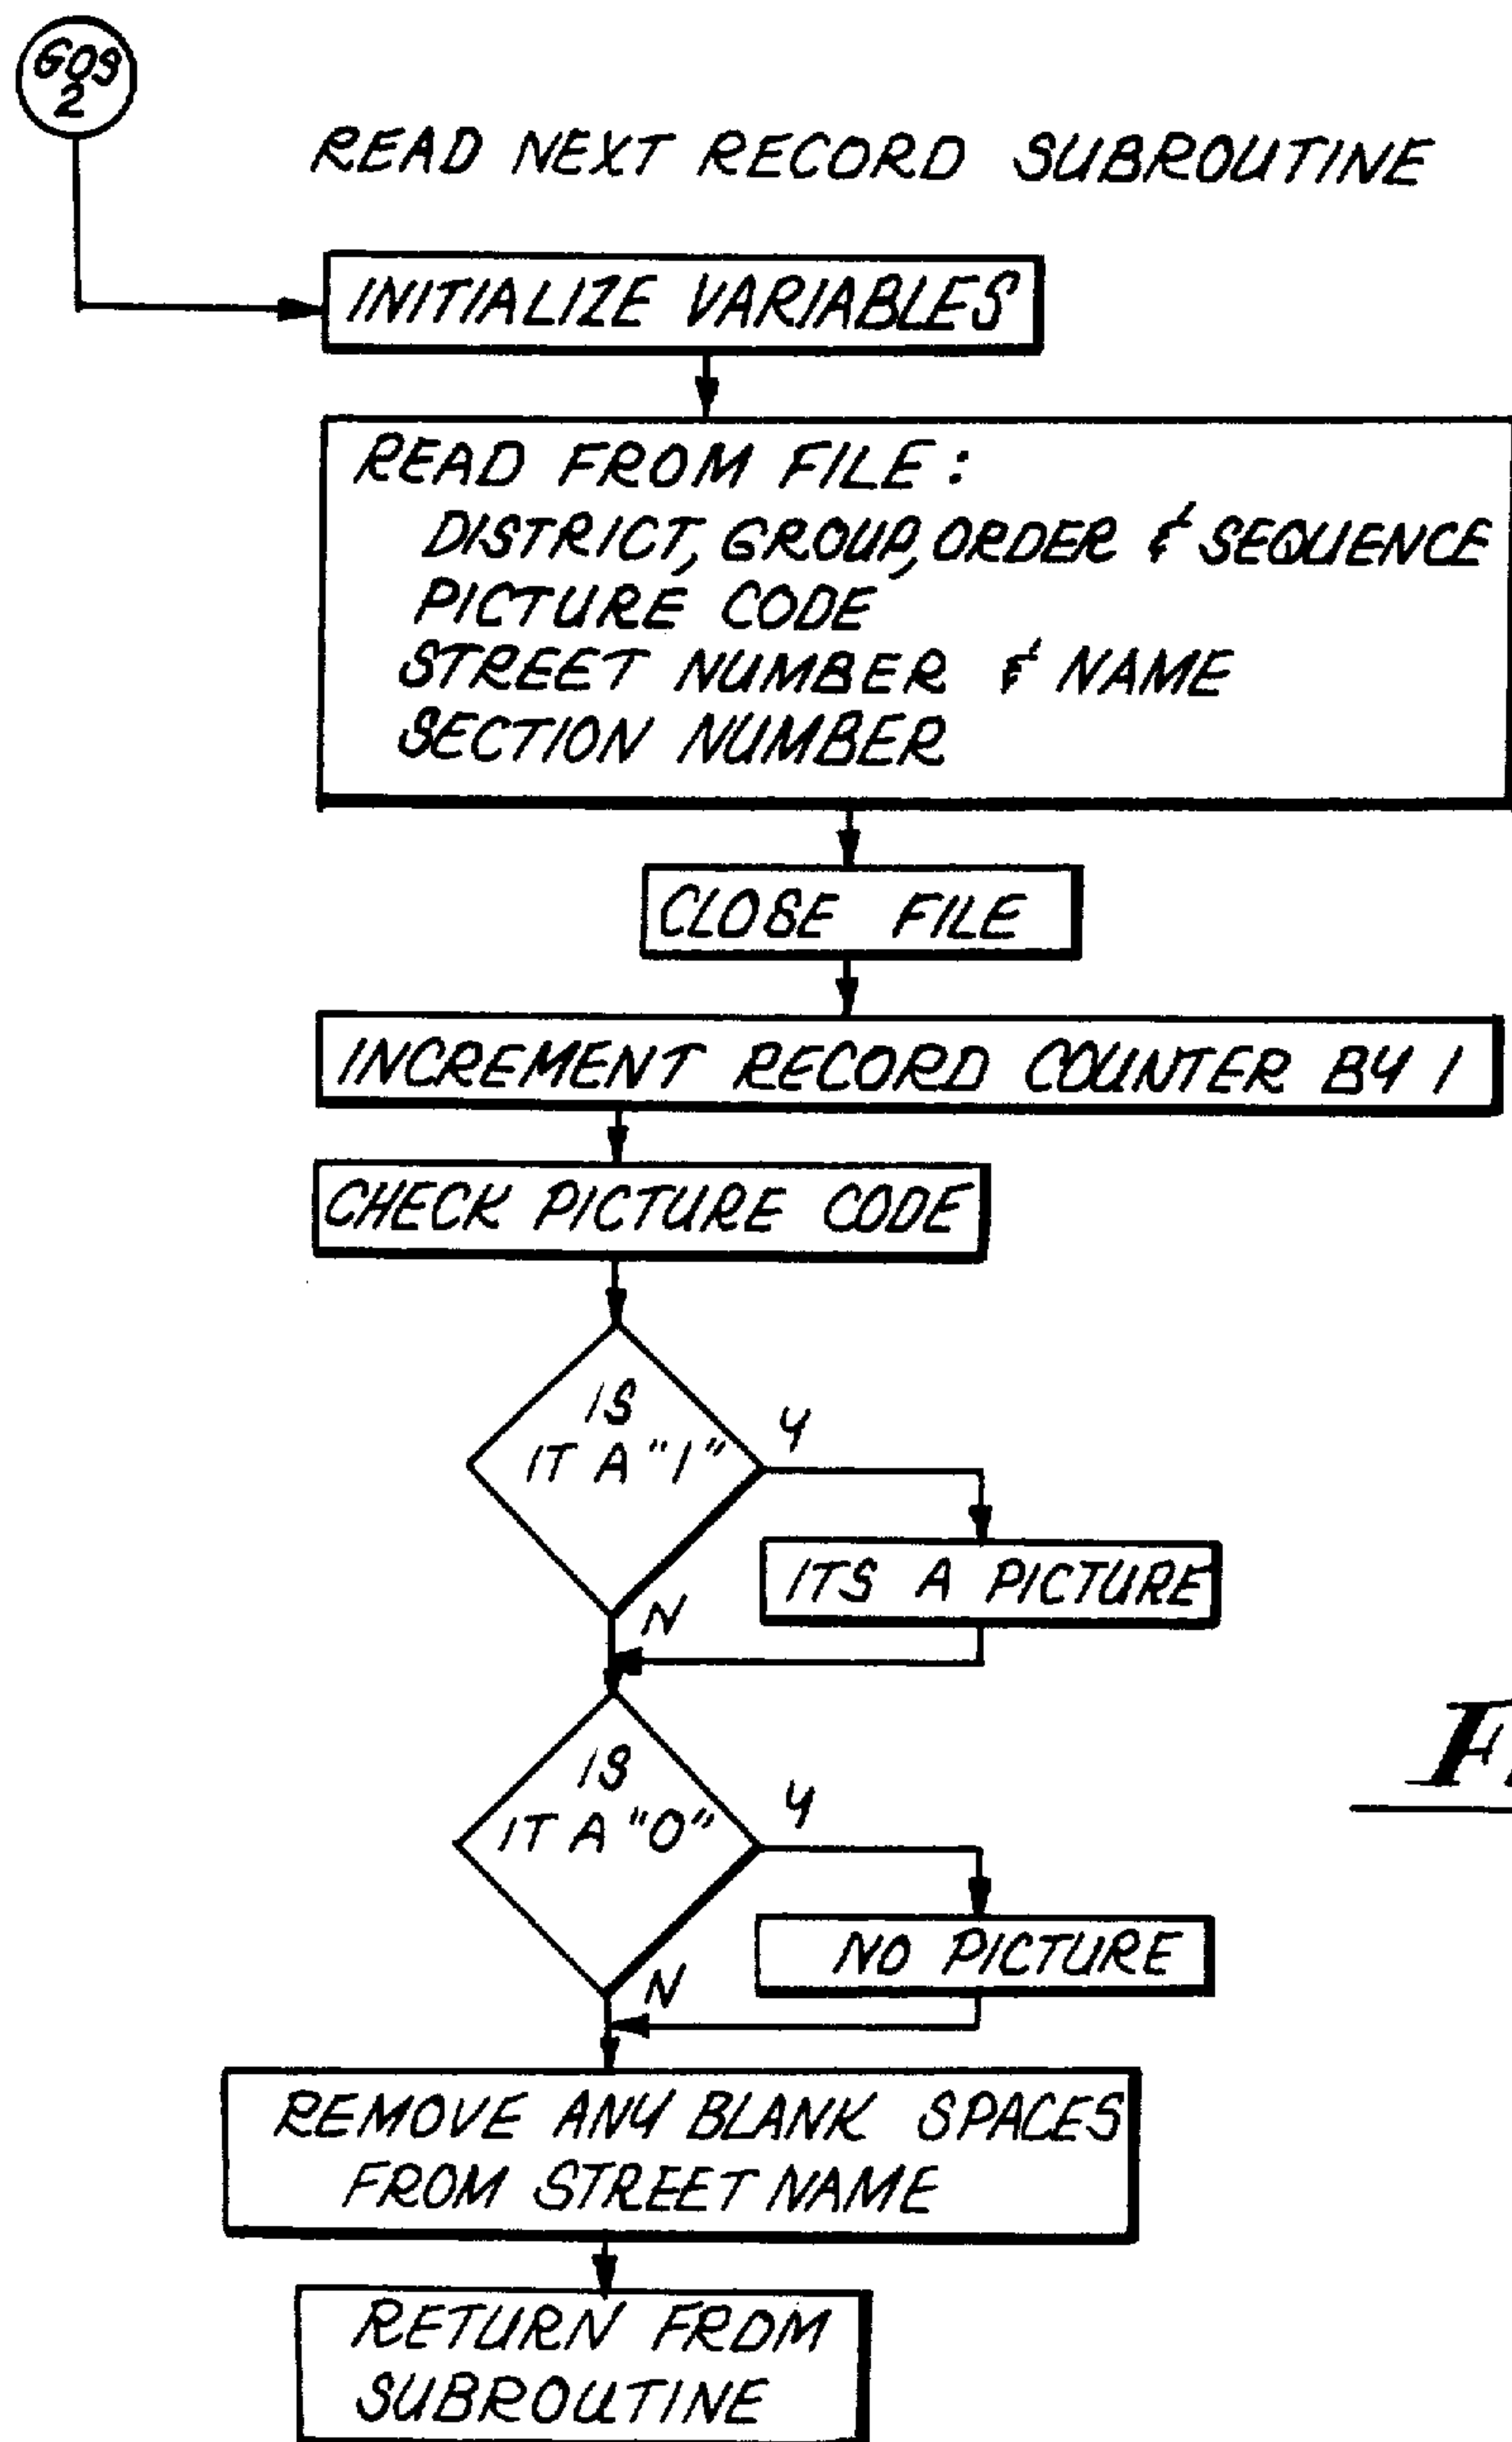 GOS
2
READ NEXT RECORD SUBROUTINE
INITIALIZE VARIABLES
READ FROM FILE:
DISTRICT, GROUP, ORDER & SEQUENCE
PICTURE CODE
STREET NUMBER & NAME
SECTION NUMBER
CLOSE FILE
INCREMENT RECORD COUNTER BY 1
CHECK PICTURE CODE
IS
IT A "1"
Y
ITS A PICTURE
N
IS
IT A "0"
Y
NO PICTURE
N
REMOVE ANY BLANK SPACES
FROM STREET NAME
RETURN FROM
SUBROUTINE